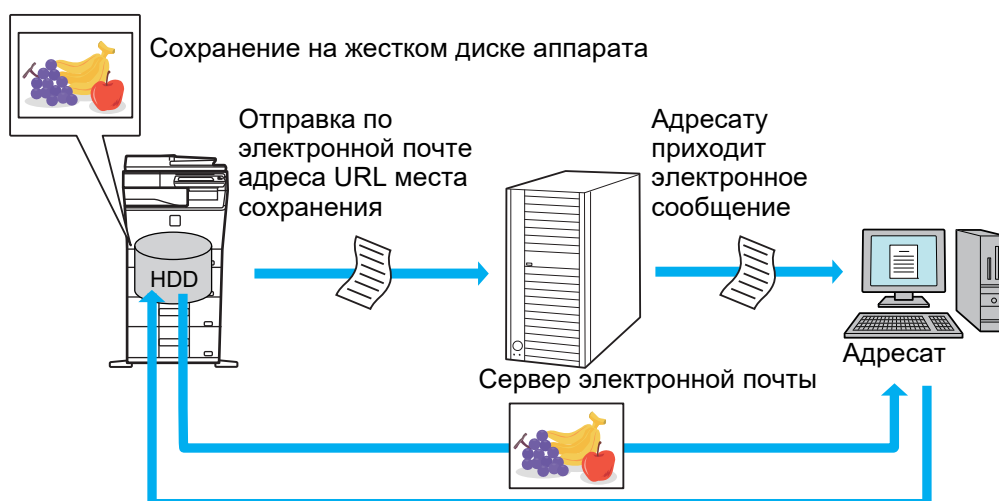 Сохранение на жестком диске аппарата
Отправка по
электронной почте
адреса URL места
сохранения
Адресату
приходит
электронное
сообщение
HDD
Адресат
Сервер электронной почты